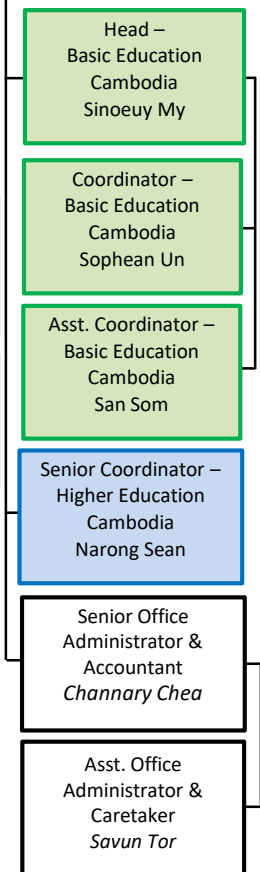 Head –
Basic Education
Cambodia
Sinoeuy My
Coordinator –
Basic Education
Cambodia
Sophean Un
Asst. Coordinator –
Basic Education
Cambodia
San Som
Senior Coordinator –
Higher Education
Cambodia
Narong Sean
Senior Office
Administrator &
Accountant
Channary Chea
Asst. Office
Administrator &
Caretaker
Savun Tor